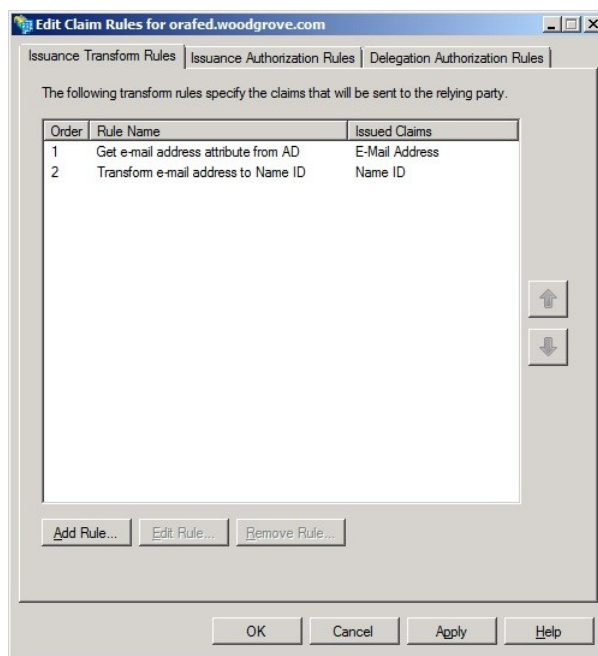 Edit Claim Rules for orafed.woodgrove.com
Issuance Transform Rules Issuance Authorization Rules Delegation Authorization Rules
The following transform rules specify the claims that will be sent to the relying party.
Order Rule Name Issued Claims
1 Get e-mail address attribute from AD E-Mail Address
2 Transform e-mail address to Name ID Name ID
Add Rule... Edit Rule... Remove Rule...
OK Cancel Apply Help